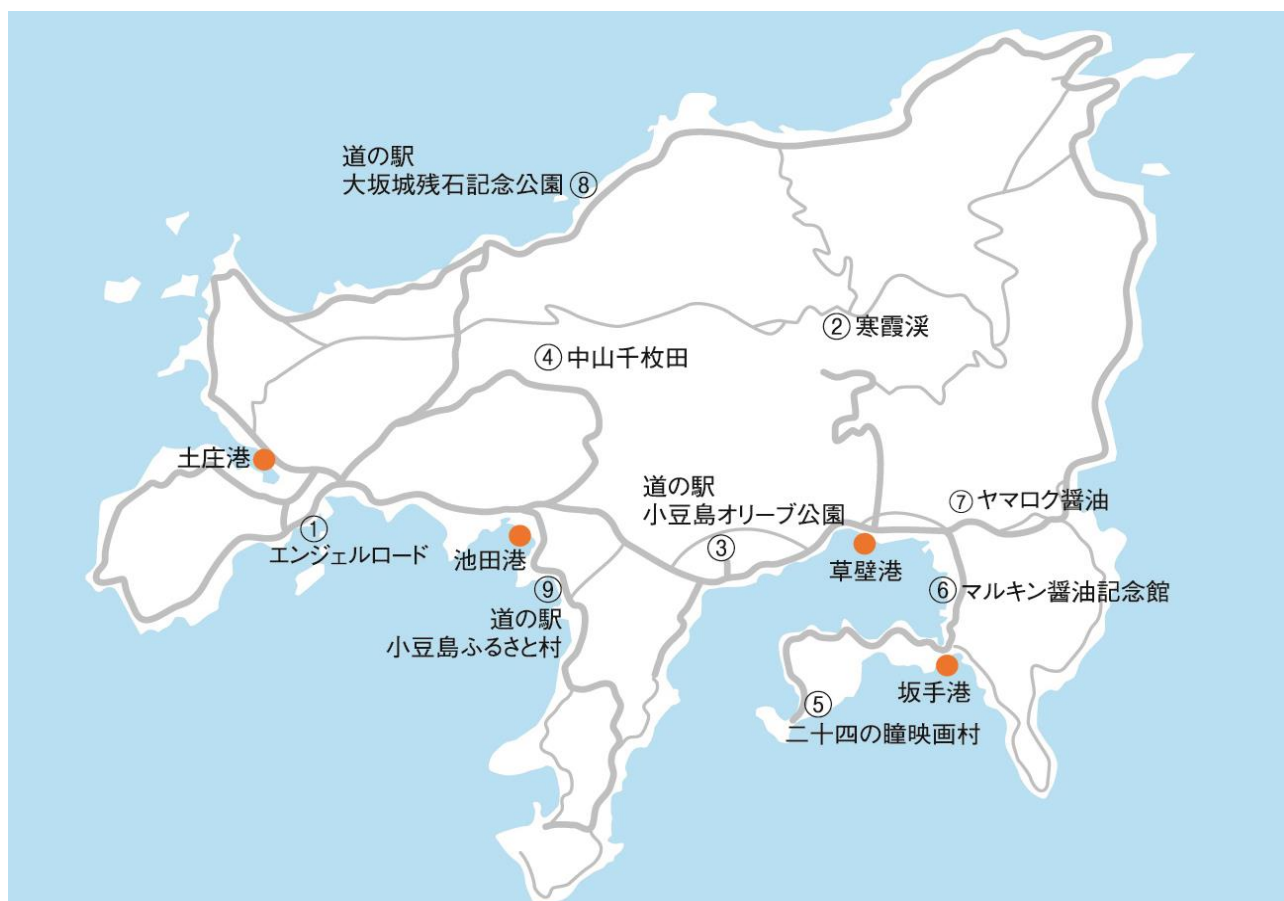 道の駅
大坂城残石記念公園⑧
②寒霞渓
④中山千枚田
土庄港
道の駅
小豆島オリーブ公園
③
⑦ヤマロク醤油
①
エンジェルロード
池田港
草壁港
⑨
道の駅
小豆島ふるさと村
⑥マルキン醤油記念館
坂手港
⑤
二十四の瞳映画村